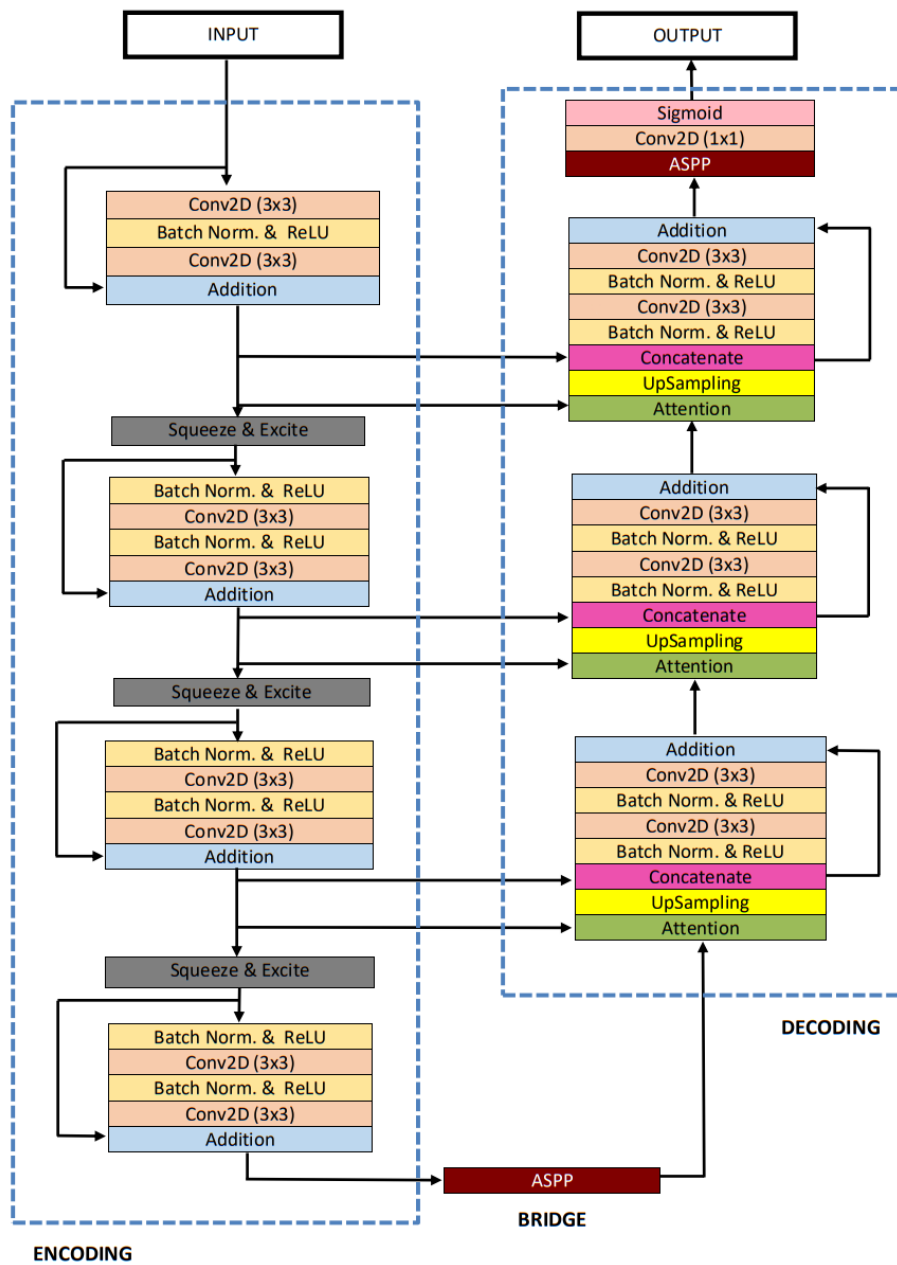 INPUT
Conv2D (3x3)
Batch Norm. & ReLU
Conv2D (3x3)
Addition
Squeeze & Excite
Batch Norm. & ReLU
Conv2D (3x3)
Batch Norm. & ReLU
Conv2D (3x3)
Addition
Squeeze & Excite
Batch Norm. & ReLU
Conv2D (3x3)
Batch Norm. & ReLU
Conv2D (3x3)
Addition
Squeeze & Excite
Batch Norm. & ReLU
Conv2D (3x3)
Batch Norm. & ReLU
Conv2D (3x3)
Addition
ENCODING
ASPP
BRIDGE
OUTPUT
Sigmoid
Conv2D (1x1)
ASPP
Addition
Conv2D (3x3)
Batch Norm. & ReLU
Conv2D (3x3)
Batch Norm. & ReLU
Concatenate
UpSampling
Attention
Addition
Conv2D (3x3)
Batch Norm. & ReLU
Conv2D (3x3)
Batch Norm. & ReLU
Concatenate
UpSampling
Attention
Addition
Conv2D (3x3)
Batch Norm. & ReLU
Conv2D (3x3)
Batch Norm. & ReLU
Concatenate
UpSampling
Attention
DECODING